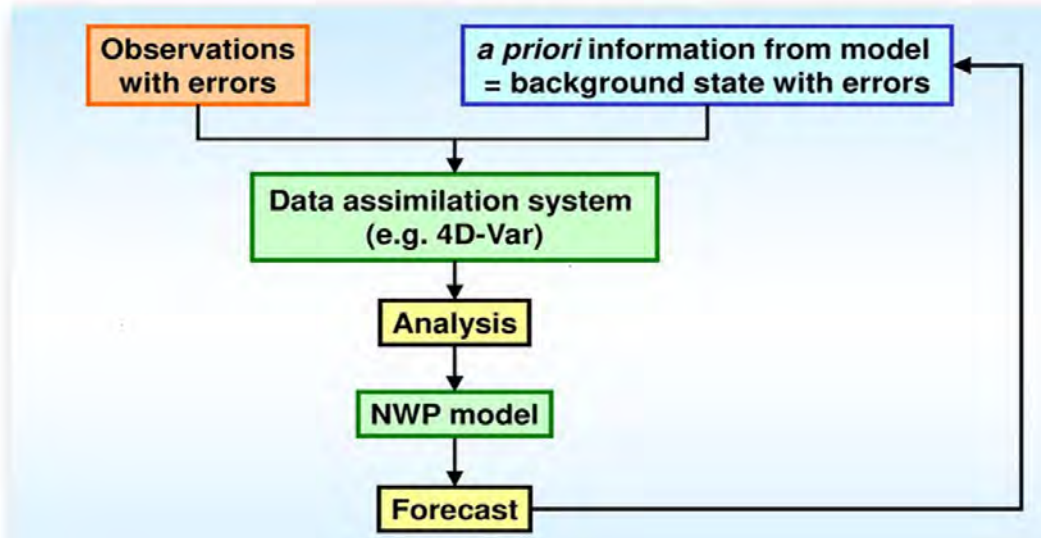 Observations
with errors
a priori information from model
= background state with errors
Data assimilation system
(e.g. 4D-Var)
Analysis
NWP model
Forecast